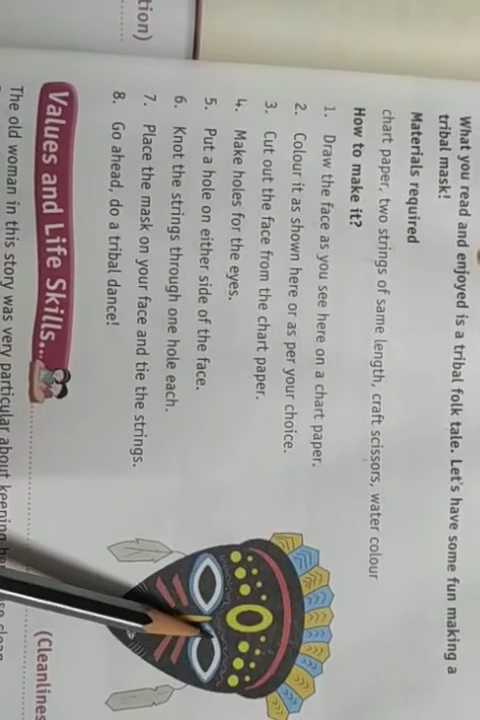 tion)
What you read and enjoyed is a tribal folk tale. Let's have some fun making a
tribal mask!
Materials required
chart paper, two strings of same length, craft scissors, water colour
How to make it?
1. Draw the face as you see here on a chart paper.
2. Colour it as shown here or as per your choice.
3. Cut out the face from the chart paper.
4. Make holes for the eyes.
5. Put a hole on either side of the face.
6. Knot the strings through one hole each.
7. Place the mask on your face and tie the strings.
8. Go ahead, do a tribal dance!
Values and Life Skills...
(Cleanlines
The old woman in this story was very particular about keeping her